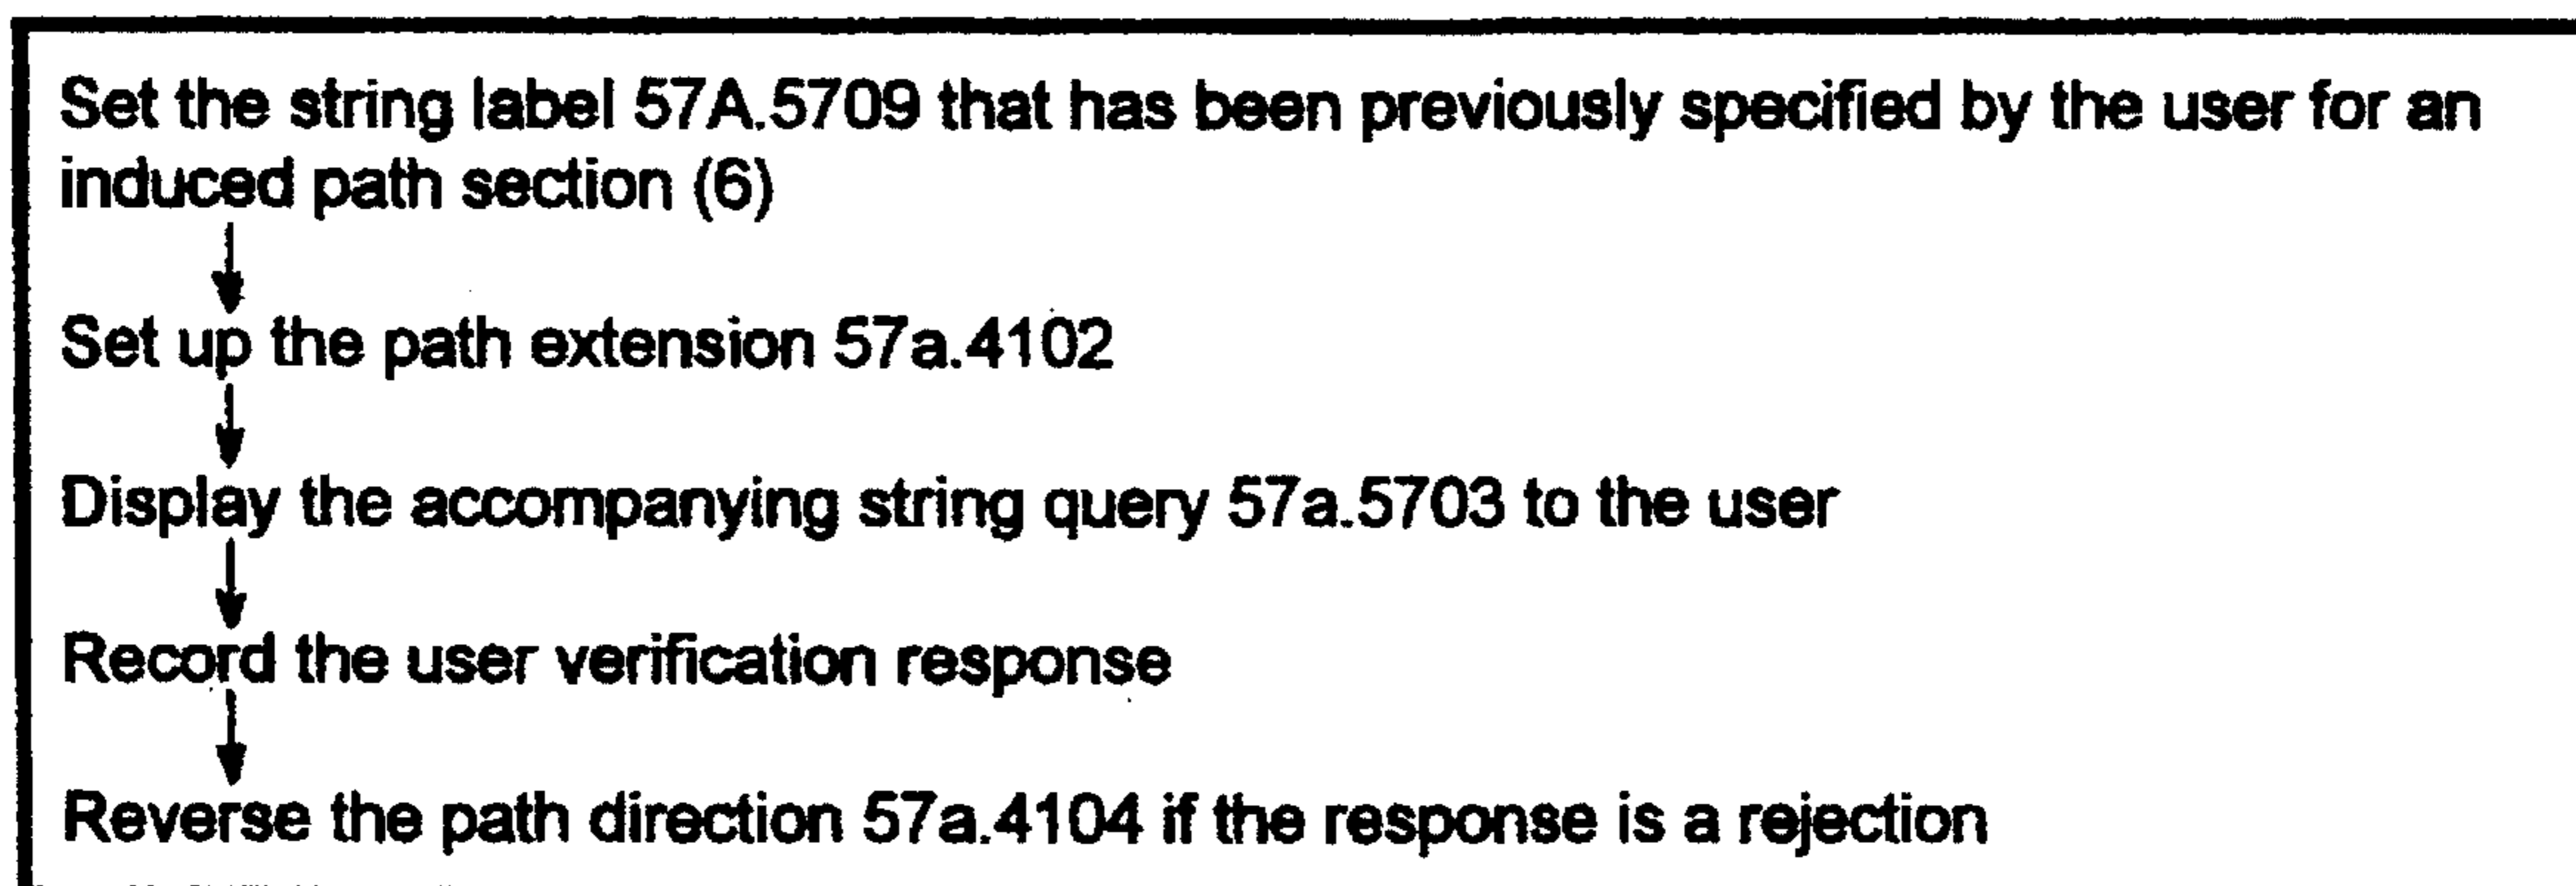 Set the string label 57A.5709 that has been previously specified by the user for an
induced path section (6)
Set up the path extension 57a.4102
Display the accompanying string query 57a.5703 to the user
Record the user verification response
Reverse the path direction 57a.4104 if the response is a rejection